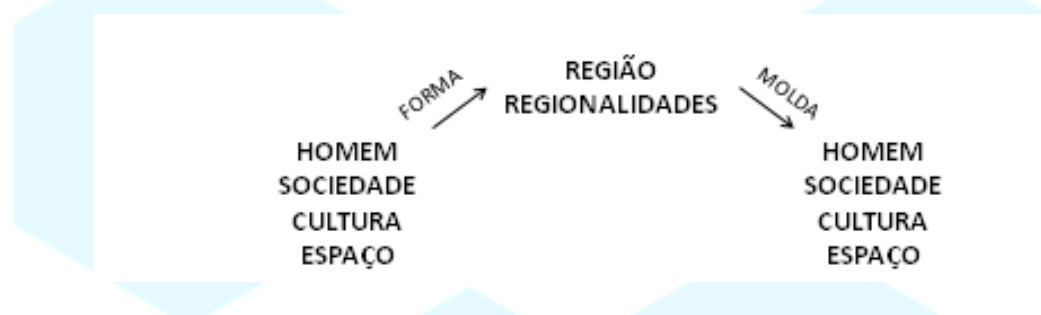 FORMA
REGIÃO
REGIONALIDADES
MOLDA
HOMEM
SOCIEDADE
CULTURA
ESPAÇO
HOMEM
SOCIEDADE
CULTURA
ESPAÇO